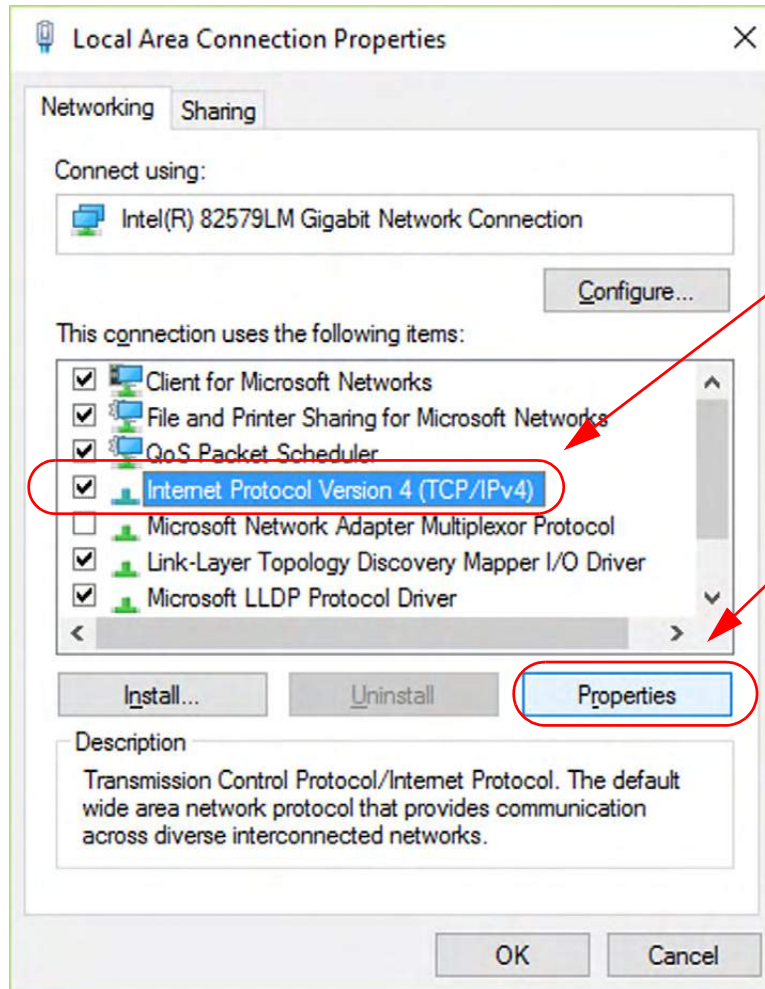 Local Area Connection Properties
Networking
Sharing
Connect using:
Intel(R) 82579LM Gigabit Network Connection
Configure...
This connection uses the following items:
Client for Microsoft Networks
File and Printer Sharing for Microsoft Networks
QoS Packet Scheduler
Internet Protocol Version 4 (TCP/IPv4)
Microsoft Network Adapter Multiplexor Protocol
Link-Layer Topology Discovery Mapper I/O Driver
Microsoft LLDP Protocol Driver
Install...
Uninstall
Properties
Description
Transmission Control Protocol/Internet Protocol. The default
wide area network protocol that provides communication
across diverse interconnected networks.
OK
Cancel